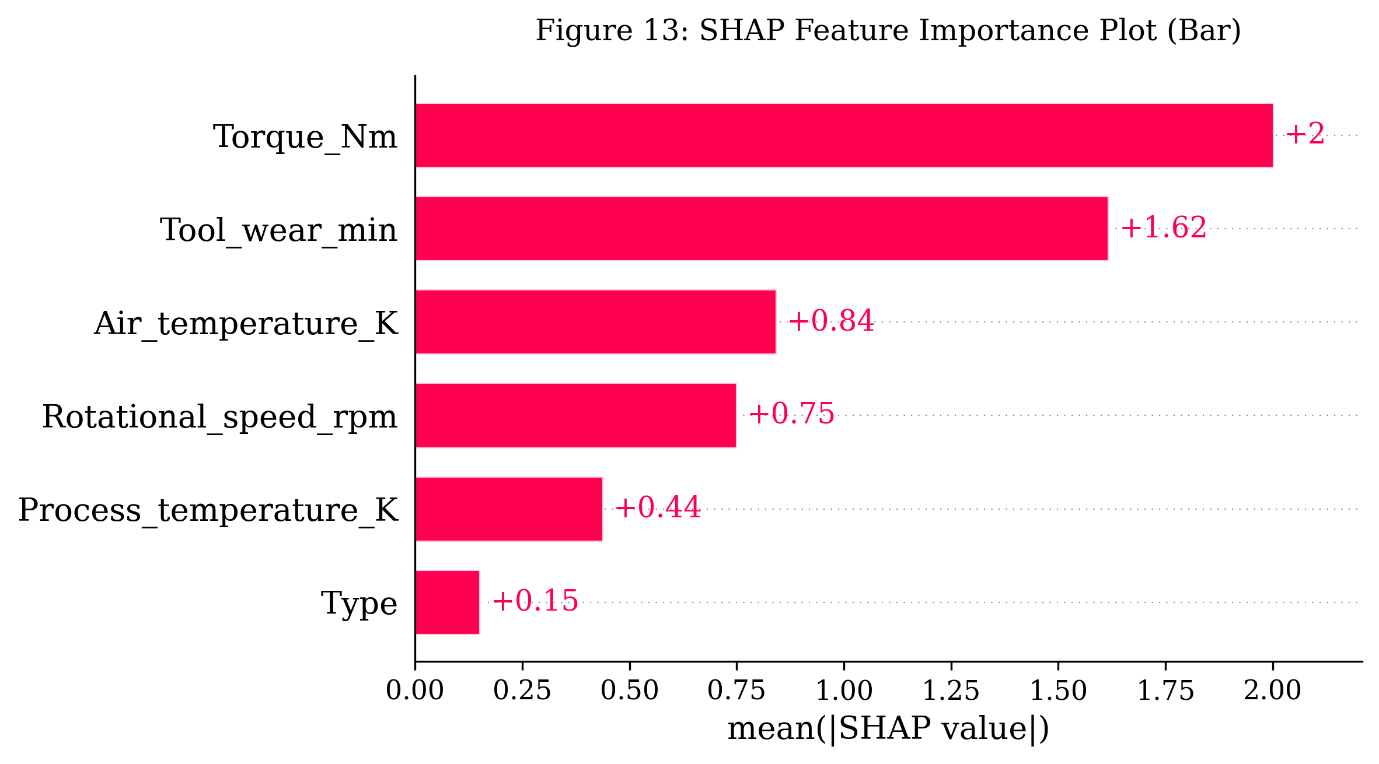 Figure 13: SHAP Feature Importance Plot (Bar)
Torque_Nm
+2
Tool_wear_min
+1.62
Air_temperature_K
+0.84
Rotational_speed_rpm
+0.75
Process_temperature_K
+0.44
Type
+0.15
0.00 0.25 0.50 0.75 1.00 1.25 1.50 1.75 2.00
mean(|SHAP value|)